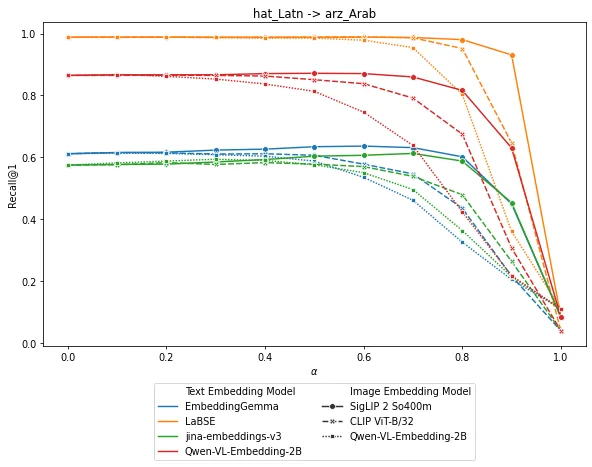 hat_Latn -> arz_Arab
Recall@1
1.0
0.8
0.6
0.4
0.2
0.0
0.0 0.2 0.4 0.6 0.8 1.0
α
Text Embedding Model
EmbeddingGemma
LaBSE
jina-embeddings-v3
Qwen-VL-Embedding-2B
Image Embedding Model
SigLIP 2 So400m
CLIP ViT-B/32
Qwen-VL-Embedding-2B